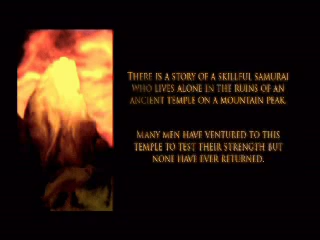 THERE IS A STORY OF A SKILLFUL SAMURAI
WHO LIVES ALONE IN THE RUINS OF AN
ANCIENT TEMPLE ON A MOUNTAIN PEAK.
MANY MEN HAVE VENTURED TO THIS
TEMPLE TO TEST THEIR STRENGTH BUT
NONE HAVE EVER RETURNED.